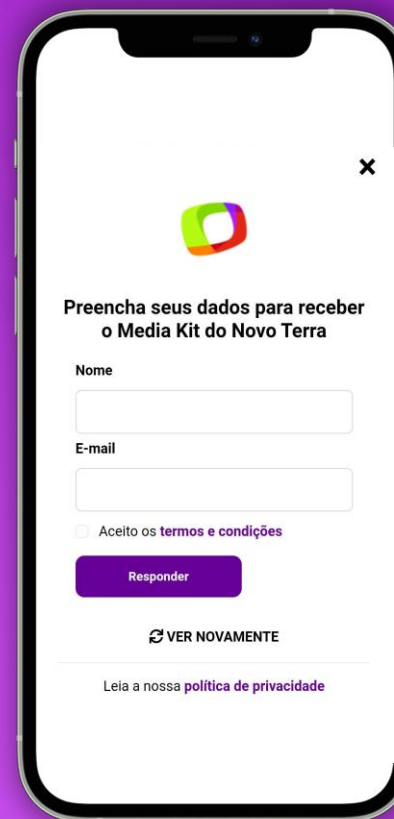 Preencha seus dados para receber
o Media Kit do Novo Terra
Nome
E-mail
Aceito os termos e condições
Responder
VER NOVAMENTE
Leia a nossa política de privacidade